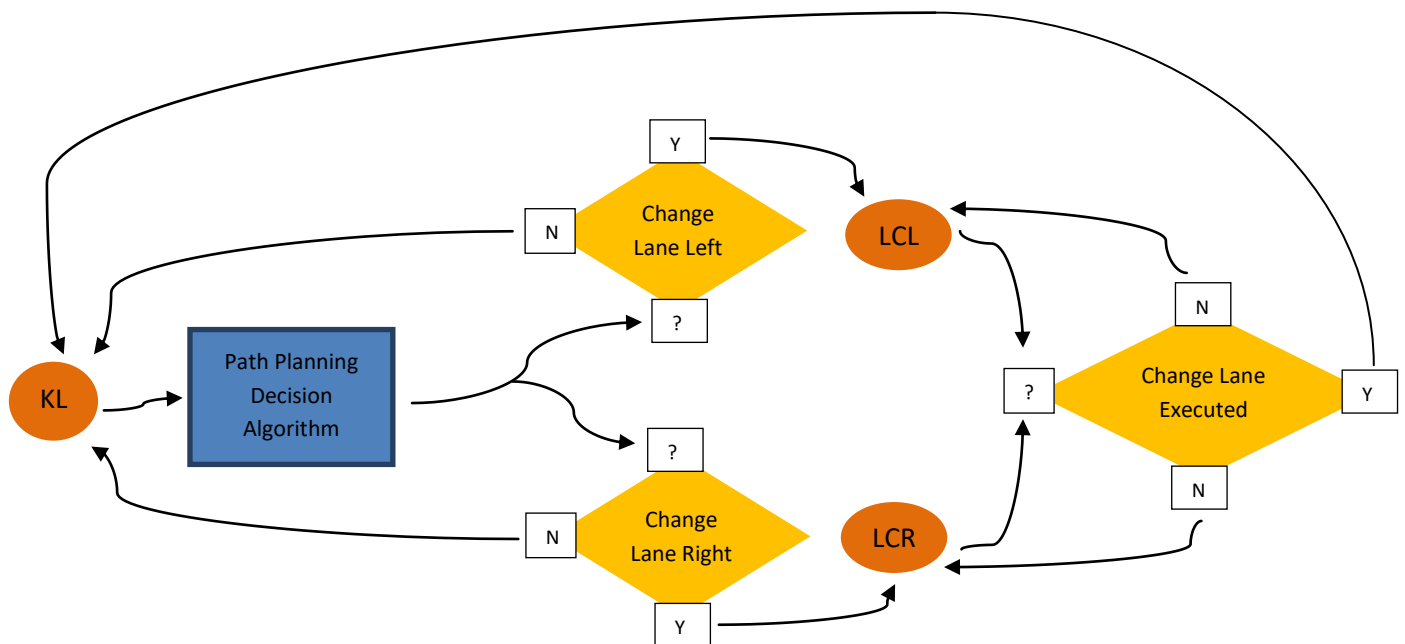 Y
Change
Lane Left
N
?
LCL
N
Change Lane
Executed
?
Y
N
KL
Path Planning
Decision
Algorithm
?
Change
Lane Right
N
Y
LCR